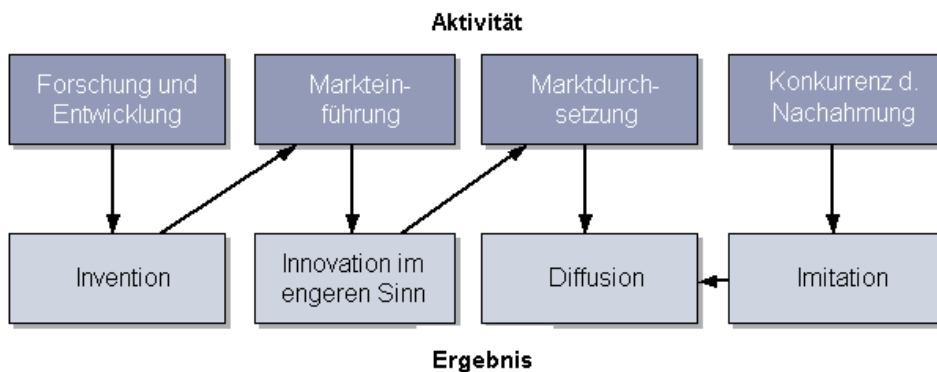 Aktivität
Forschung und
Entwicklung
Marktein-
führung
Marktdurch-
setzung
Konkurrenz d.
Nachahmung
Invention
Innovation im
engeren Sinn
Diffusion
Imitation
Ergebnis